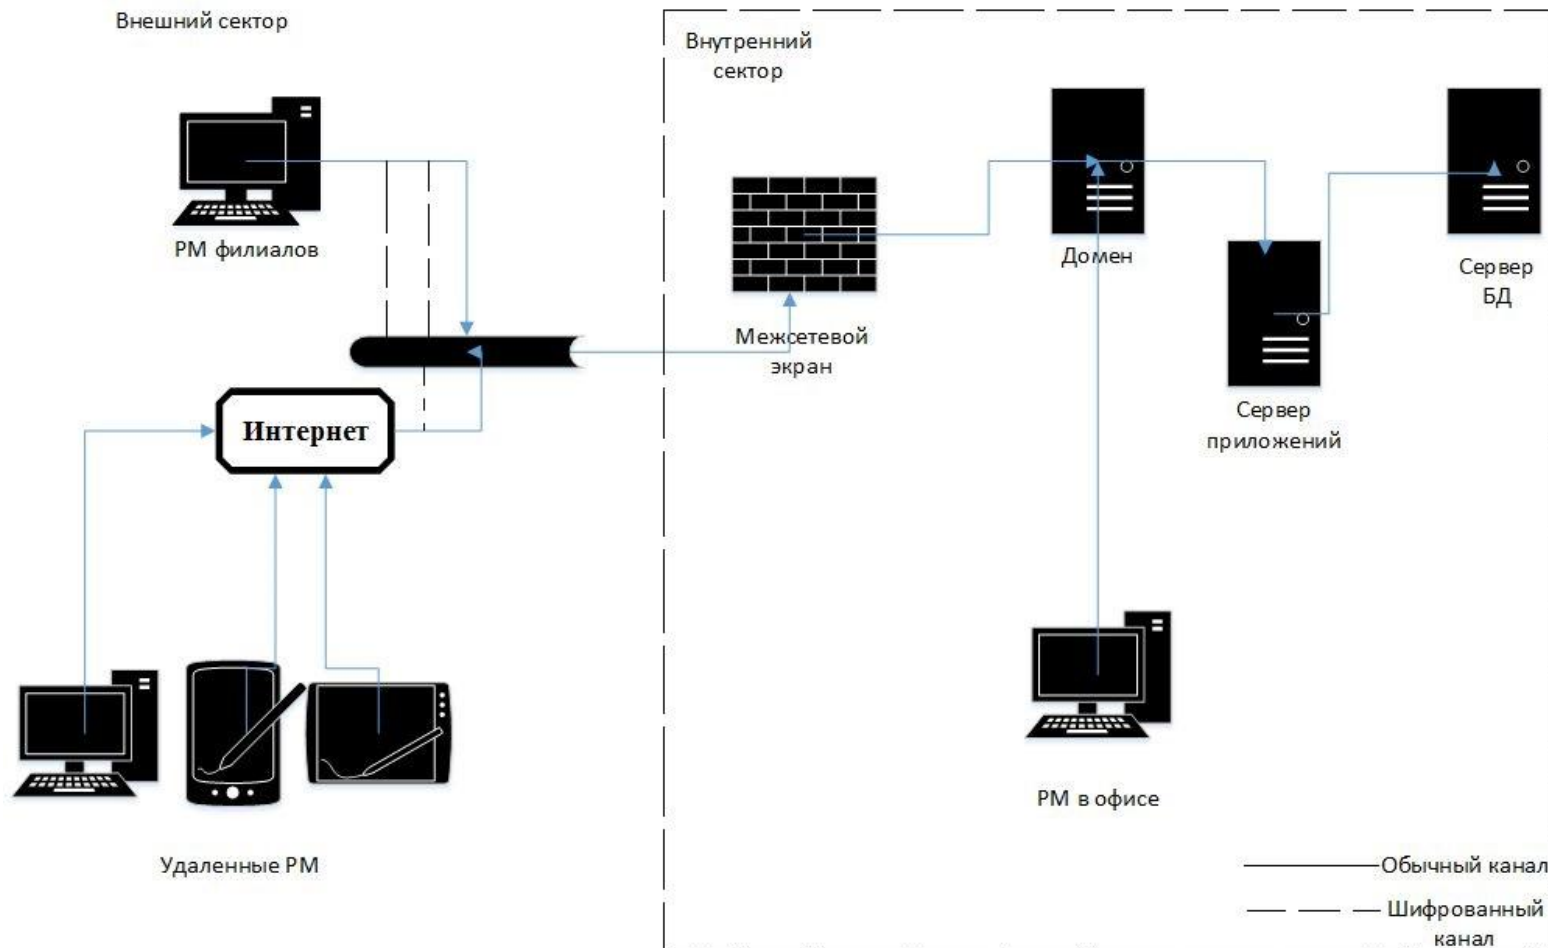 Внешний сектор
Внутренний
сектор
РМ филиалов
Домен
Сервер
БД
Межсетевой
экран
Интернет
Сервер
приложений
РМ в офисе
Удаленные РМ
Обычный канал
Шифрованный
канал